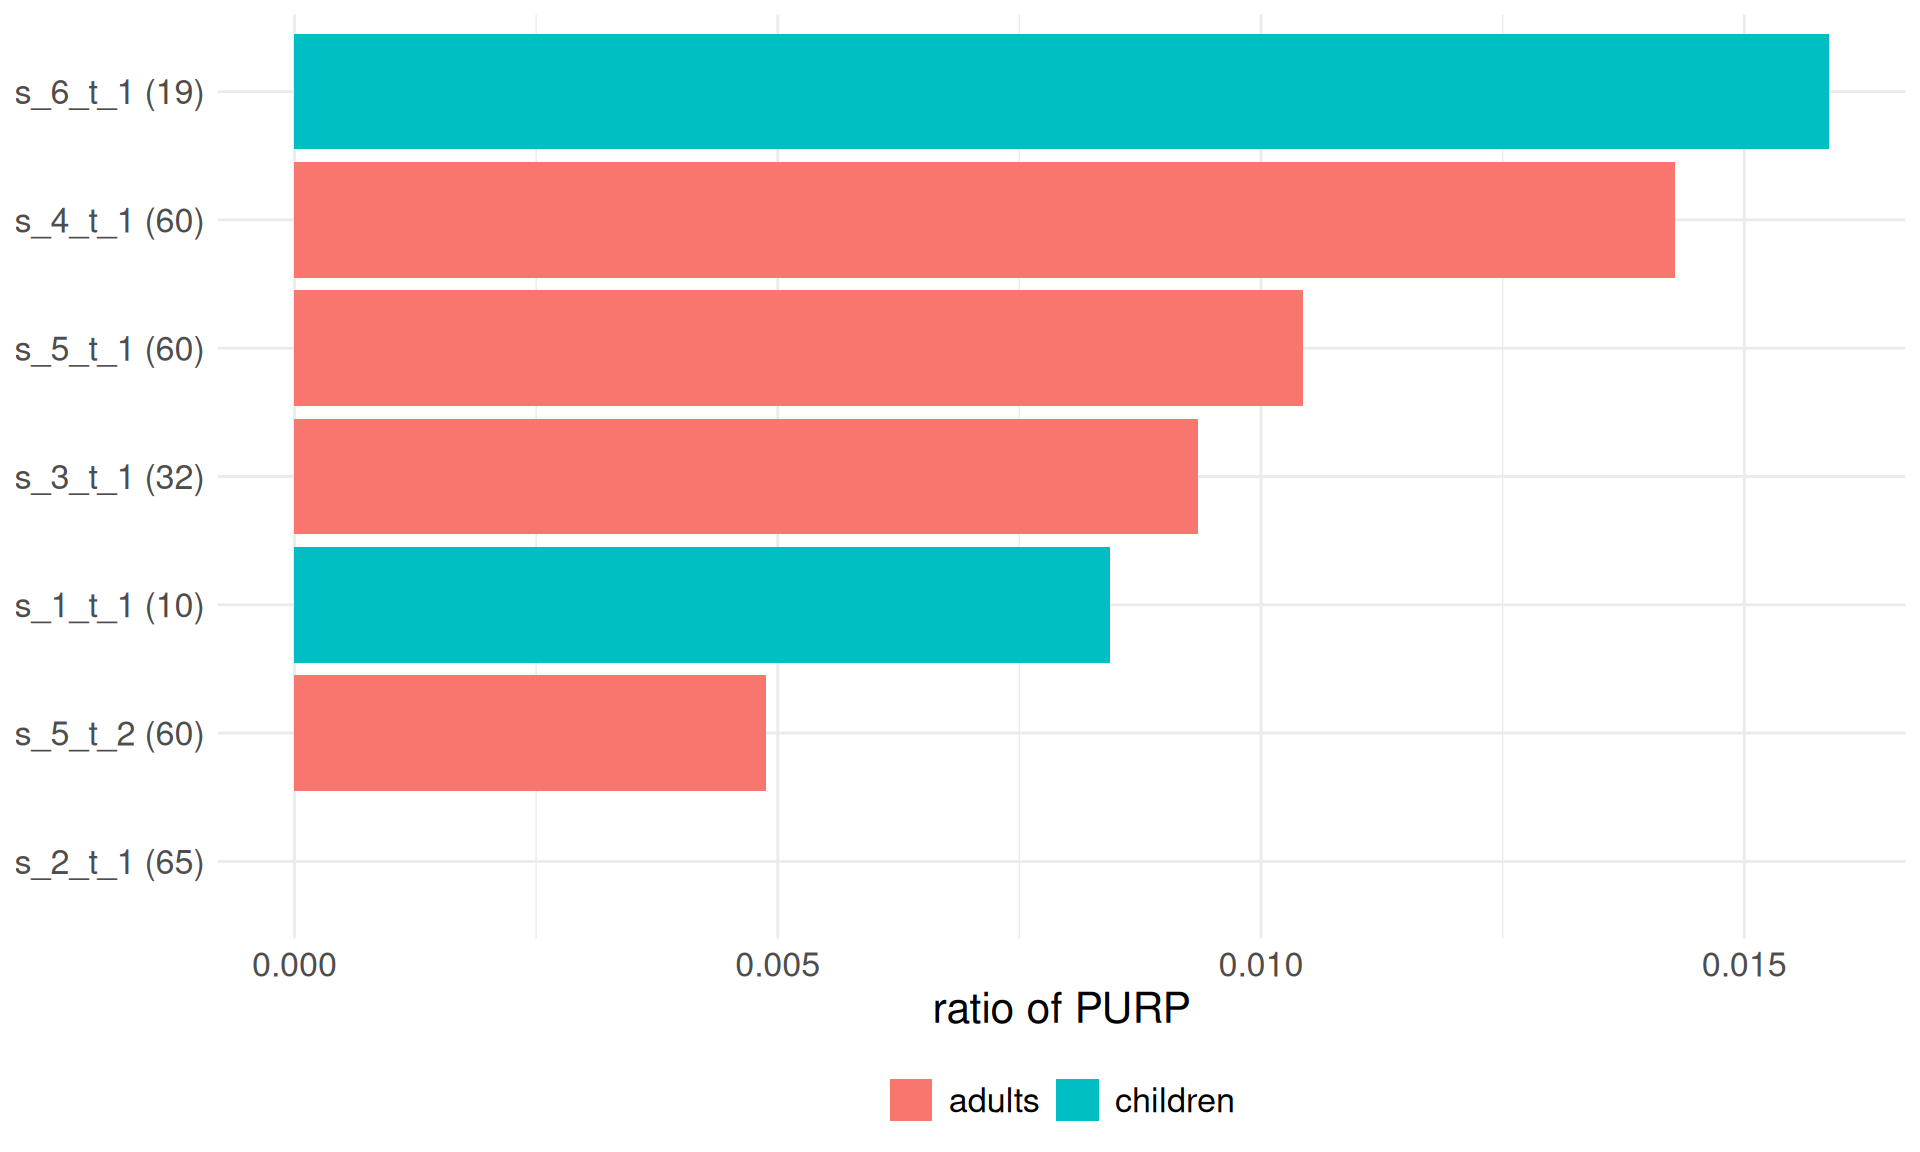 s_6_t_1 (19)
s_4_t_1 (60)
s_5_t_1 (60)
s_3_t_1 (32)
s_1_t_1 (10)
s_5_t_2 (60)
s_2_t_1 (65)
0.000 0.005 0.010 0.015
ratio of PURP
adults children